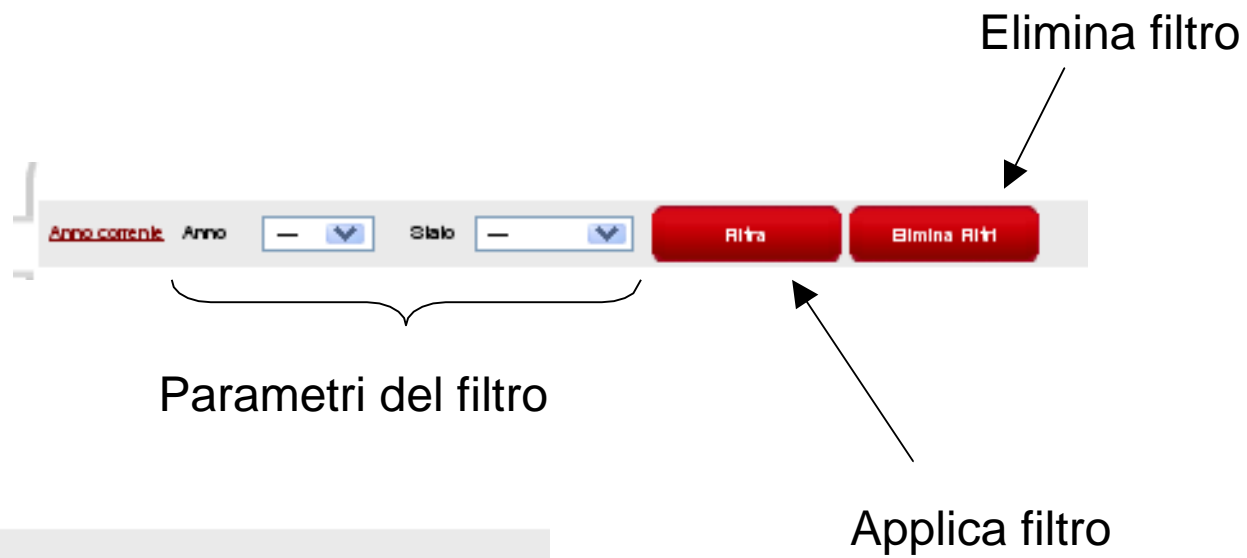 Elimina filtro
Anno corrente Anno — Stato — Filtra Elimina Filtri
Parametri del filtro
Applica filtro